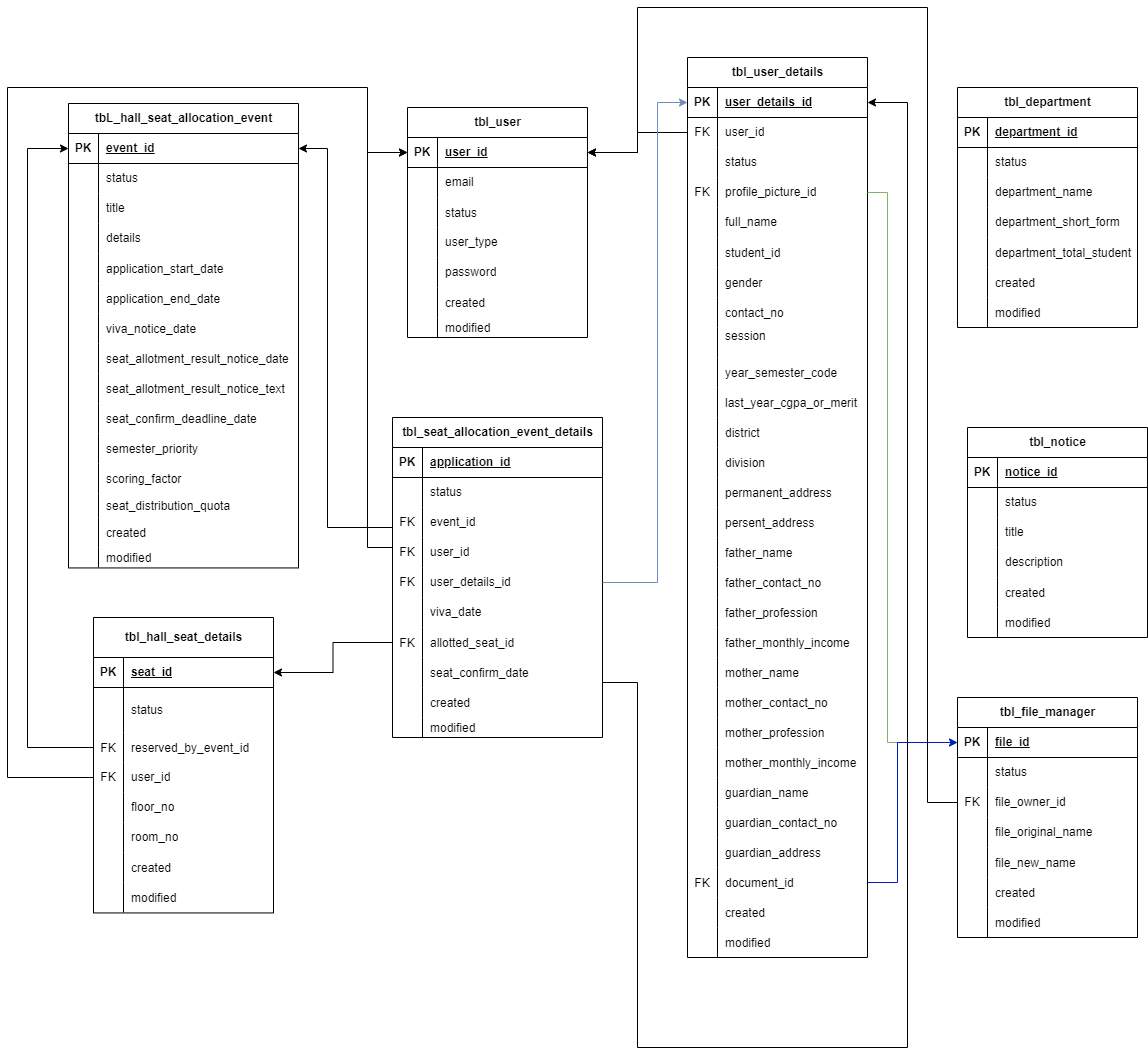 tbL_hall_seat_allocation_event
PK event_id
status
title
details
application_start_date
application_end_date
viva_notice_date
seat_allotment_result_notice_date
seat_allotment_result_notice_text
seat_confirm_deadline_date
semester_priority
scoring_factor
seat_distribution_quota
created
modified
tbl_hall_seat_details
PK seat_id
status
FK reserved_by_event_id
FK user_id
floor_no
room_no
created
modified
tbl_user
PK user_id
email
status
user_type
password
created
modified
tbl_seat_allocation_event_details
PK application_id
status
FK event_id
FK user_id
FK user_details_id
viva_date
FK allotted_seat_id
seat_confirm_date
created
modified
tbl_user_details
PK user_details_id
FK user_id
status
FK profile_picture_id
full_name
student_id
gender
contact_no
session
year_semester_code
last_year_cgpa_or_merit
district
division
permanent_address
persent_address
father_name
father_contact_no
father_profession
father_monthly_income
mother_name
mother_contact_no
mother_profession
mother_monthly_income
guardian_name
guardian_contact_no
guardian_address
FK document_id
created
modified
tbl_department
PK department_id
status
department_name
department_short_form
department_total_student
created
modified
tbl_notice
PK notice_id
status
title
description
created
modified
tbl_file_manager
PK file_id
status
FK file_owner_id
file_original_name
file_new_name
created
modified